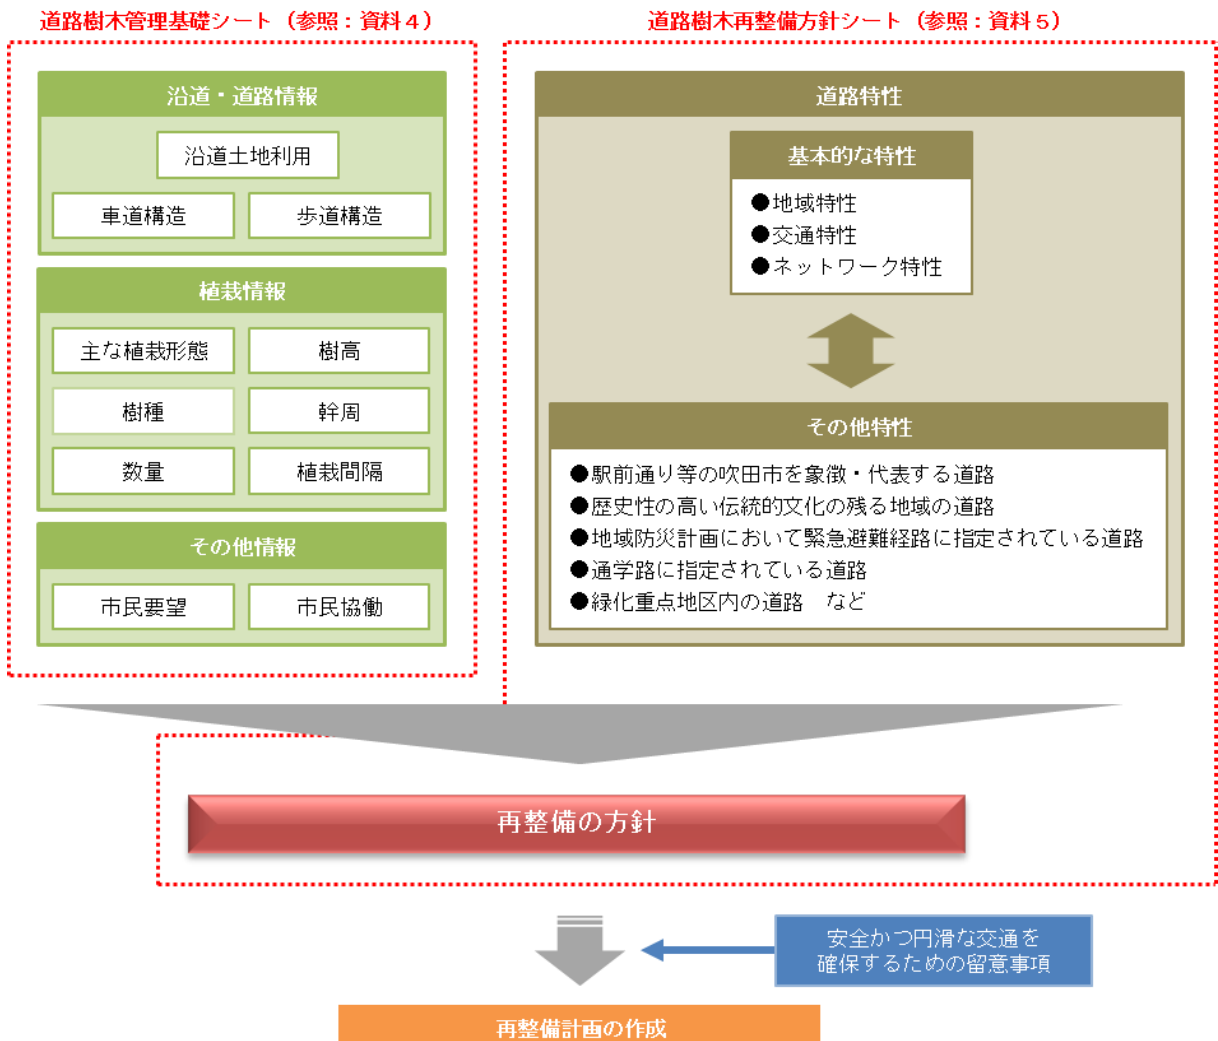 道路樹木管理基礎シート（参照：資料４）
沿道・道路情報
沿道土地利用
車道構造
歩道構造
植栽情報
主な植栽形態
樹高
樹種
幹周
数量
植栽間隔
その他情報
市民要望
市民協働
道路樹木再整備方針シート（参照：資料５）
道路特性
基本的な特性
●地域特性
●交通特性
●ネットワーク特性
その他特性
●駅前通り等の吹田市を象徴・代表する道路
●歴史性の高い伝統的文化の残る地域の道路
●地域防災計画において緊急避難経路に指定されている道路
●通学路に指定されている道路
●緑化重点地区内の道路　など
再整備の方針
安全かつ円滑な交通を
確保するための留意事項
再整備計画の作成